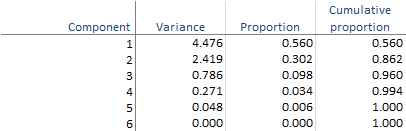 Cumulative
Component Variance Proportion proportion
1 4.476 0.560 0.560
2 2.419 0.302 0.862
3 0.786 0.098 0.960
4 0.271 0.034 0.994
5 0.048 0.006 1.000
6 0.000 0.000 1.000